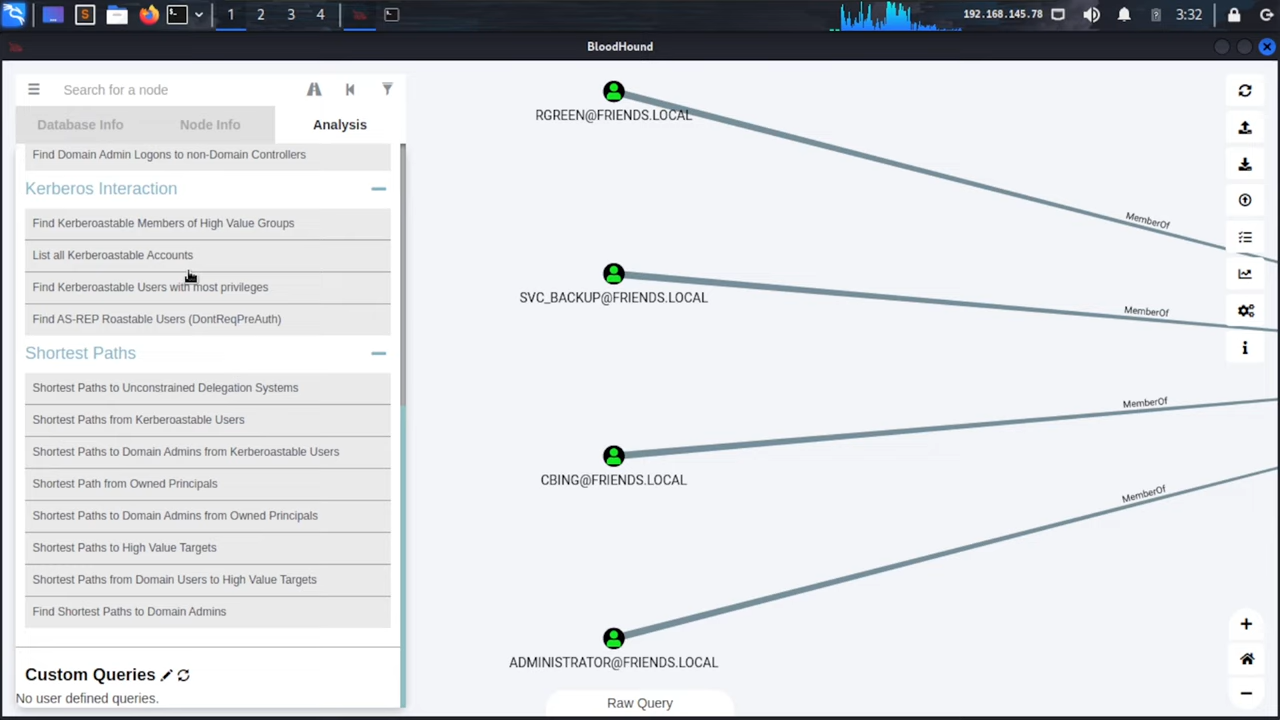 1 2 3 4
192.168.145.78
3:32
BloodHound
Search for a node
Database Info
Node Info
Analysis
Find Domain Admin Logons to non-Domain Controllers
Kerberos Interaction
Find Kerberoastable Members of High Value Groups
List all Kerberoastable Accounts
Find Kerberoastable Users with most privileges
Find AS-REP Roastable Users (DontReqPreAuth)
Shortest Paths
Shortest Paths to Unconstrained Delegation Systems
Shortest Paths from Kerberoastable Users
Shortest Paths to Domain Admins from Kerberoastable Users
Shortest Path from Owned Principals
Shortest Paths to Domain Admins from Owned Principals
Shortest Paths to High Value Targets
Shortest Paths from Domain Users to High Value Targets
Find Shortest Paths to Domain Admins
Custom Queries
No user defined queries.
RGREEN@FRIENDS.LOCAL
MemberOf
SVC_BACKUP@FRIENDS.LOCAL
MemberOf
MemberOf
CBING@FRIENDS.LOCAL
MemberOf
ADMINISTRATOR@FRIENDS.LOCAL
Raw Query